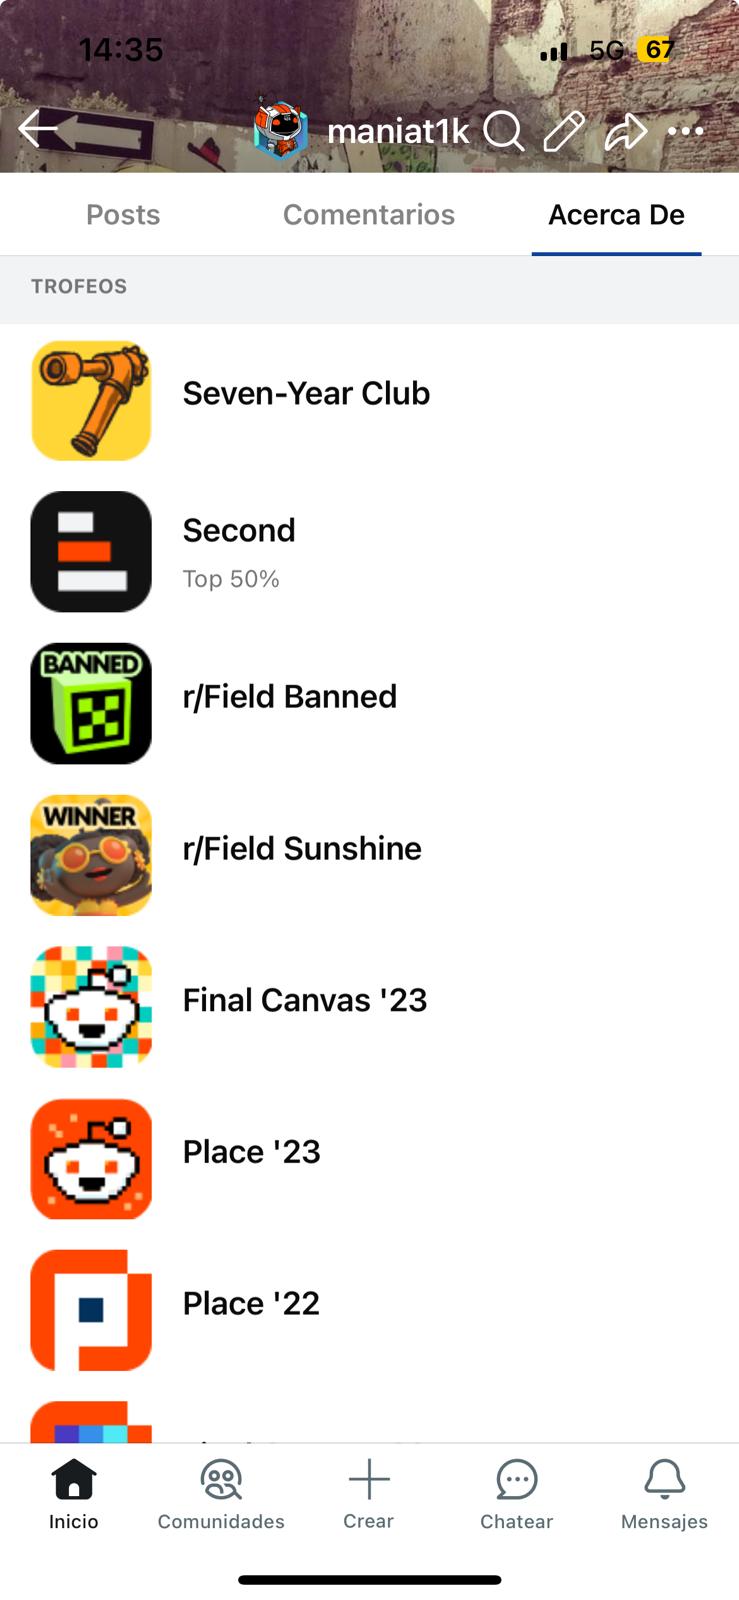 14:35
5G 67
maniat1k
Posts Comentarios Acerca De
TROFEOS
Seven-Year Club
Second
Top 50%
BANNED
r/Field Banned
WINNER
r/Field Sunshine
Final Canvas '23
Place '23
Place '22
Inicio Comunidades Crear Chatear Mensajes